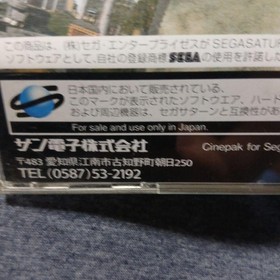 この商品は、(株)セガ・エンタープライゼスがSEGASATU
ソフトウェアとして、自社の登録商標SEGAの使用を許諾し
日本国内において販売されている。
このマークが表示されたソフトウエア、ハード
および周辺機器は、セガサターンと互換性があ
For sale and use only in Japan.
サン電子株式会社
Cinepak for Seg
〒483 愛知県江南市古知野町朝日250
TEL(0587)53-2192